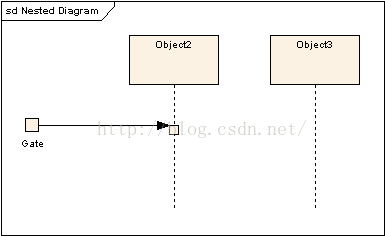 sd Nested Diagram
Object2
Object3
http://blog.csdn.net/
Gate